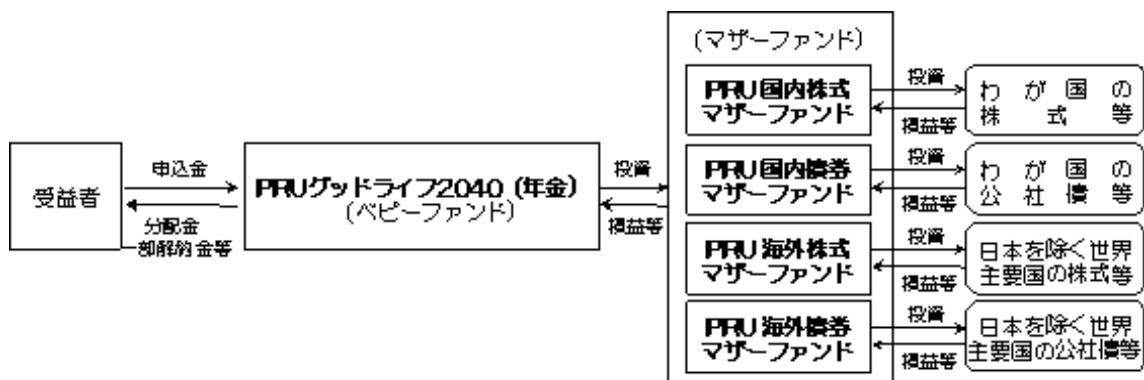 (マザーファンド)
PRU国内株式
マザーファンド
投資
損益等
わが国の
株式等
受益者
申込金
分配金
一部解約金等
PRUグッドライフ2040(年金)
(ベビーファンド)
投資
損益等
PRU国内債券
マザーファンド
投資
損益等
わが国の
公社債等
PRU海外株式
マザーファンド
投資
損益等
日本を除く世界
主要国の株式等
PRU海外債券
マザーファンド
投資
損益等
日本を除く世界
主要国の公社債等